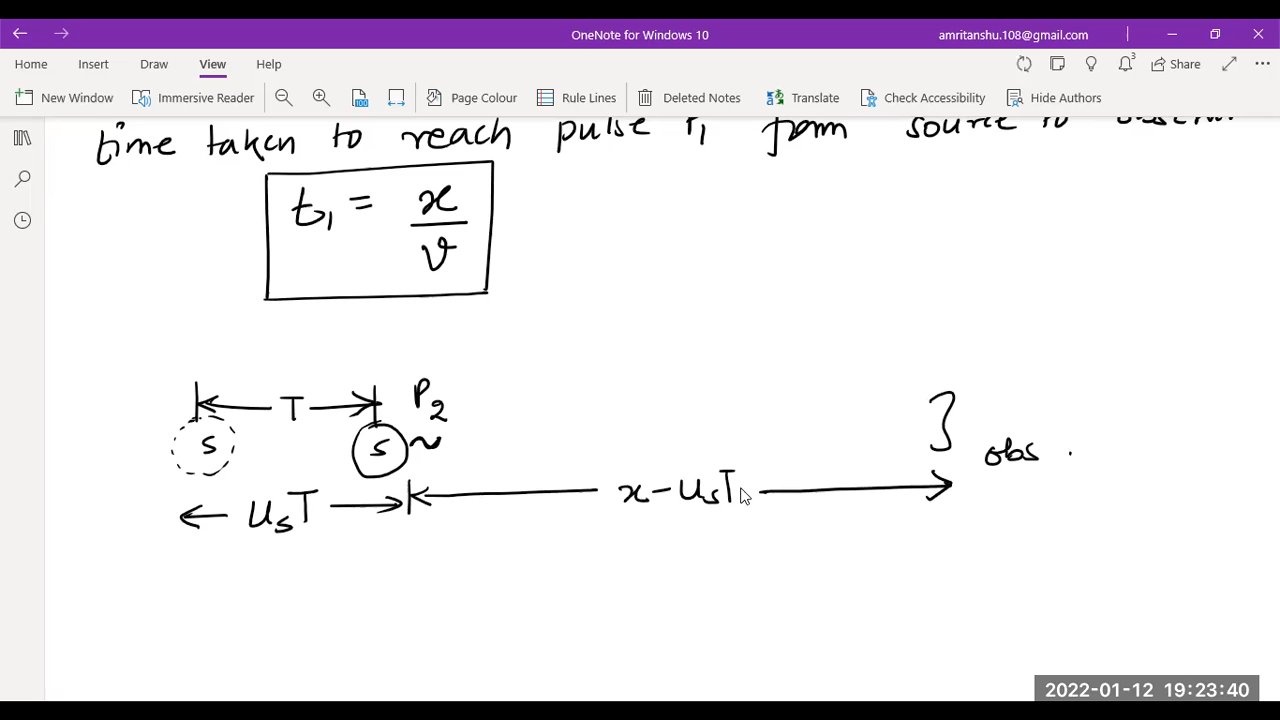 OneNote for Windows 10
amritanshu.108@gmail.com
Home Insert Draw View Help
3 Share
New Window Immersive Reader 100 Page Colour Rule Lines Deleted Notes Translate Check Accessibility Hide Authors
time taken to reach pulse P₁ from source to
t₁ = x/v
T P₂
s s
obs .
uₛT x-uₛT
2022-01-12 19:23:40